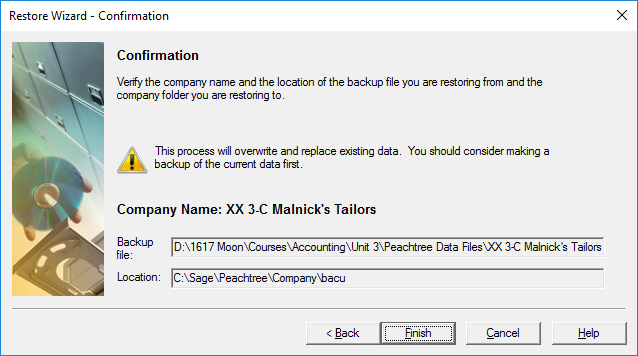 Restore Wizard - Confirmation
Confirmation
Verify the company name and the location of the backup file you are restoring from and the
company folder you are restoring to.
This process will overwrite and replace existing data. You should consider making a
backup of the current data first.
Company Name: XX 3-C Malnick's Tailors
Backup
file:
D:\1617 Moon\Courses\Accounting\Unit 3\Peachtree Data Files\XX 3-C Malnick's Tailors
Location:
C:\Sage\Peachtree\Company\bacu
< Back
Finish
Cancel
Help